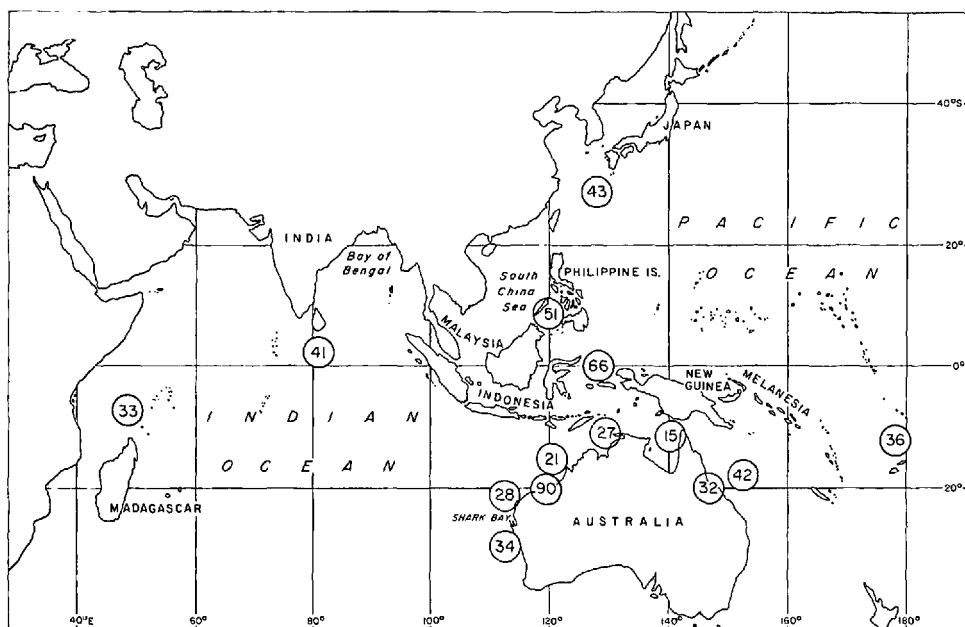 40°S
JAPAN
43
P A C I F I C
INDIA
20°
Bay of
Bengal
South
China
Sea
PHILIPPINE IS.
O C E A N
51
MALAYSIA
41
66
0°
NEW
GUINEA
MELANESIA
INDONESIA
33
I N D I A N
27
15
36
O C E A N
21
42
28
90
32
20°
MADAGASCAR
SHARK BAY
AUSTRALIA
34
40°E
60°
80°
100°
120°
140°
160°
180°